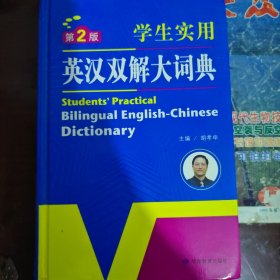 第2版
学生实用
英汉双解大词典
Students' Practical
Bilingual English-Chinese
Dictionary
主编／胡孝申